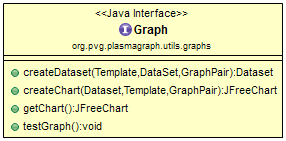 <<Java Interface>>
Graph
org.pvg.plasmagraph.utils.graphs
createDataset(Template,DataSet,GraphPair):Dataset
createChart(Dataset,Template,GraphPair):JFreeChart
getChart():JFreeChart
testGraph():void